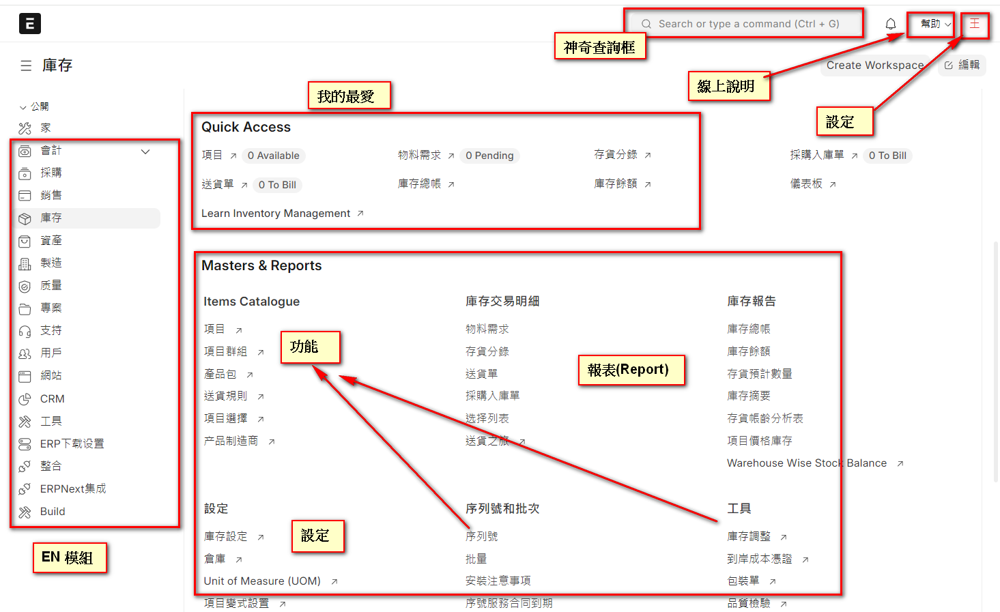 E
Search or type a command (Ctrl + G)
幫助
王
神奇查詢框
庫存
線上說明
Create Workspace
編輯
我的最愛
設定
公開
家
會計
採購
銷售
庫存
資產
製造
质量
專案
支持
用戶
網站
CRM
工具
ERP下载设置
整合
ERPNext集成
Build
EN 模組
Quick Access
項目 0 Available
物料需求 0 Pending
存貨分錄
採購入庫單 0 To Bill
送貨單 0 To Bill
庫存總帳
庫存餘額
儀表板
Learn Inventory Management
Masters & Reports
Items Catalogue
項目
項目群組
產品包
送貨規則
項目選擇
产品制造商
功能
庫存交易明細
物料需求
存貨分錄
送貨單
採購入庫單
选择列表
送貨之旅
報表(Report)
庫存報告
庫存總帳
庫存餘額
存貨預計數量
庫存摘要
存貨帳齡分析表
項目價格庫存
Warehouse Wise Stock Balance
設定
庫存設定
倉庫
Unit of Measure (UOM)
項目變式設置
設定
序列號和批次
序列號
批量
安裝注意事項
序號服務合同到期
工具
庫存調整
到岸成本憑證
包裝單
品質檢驗